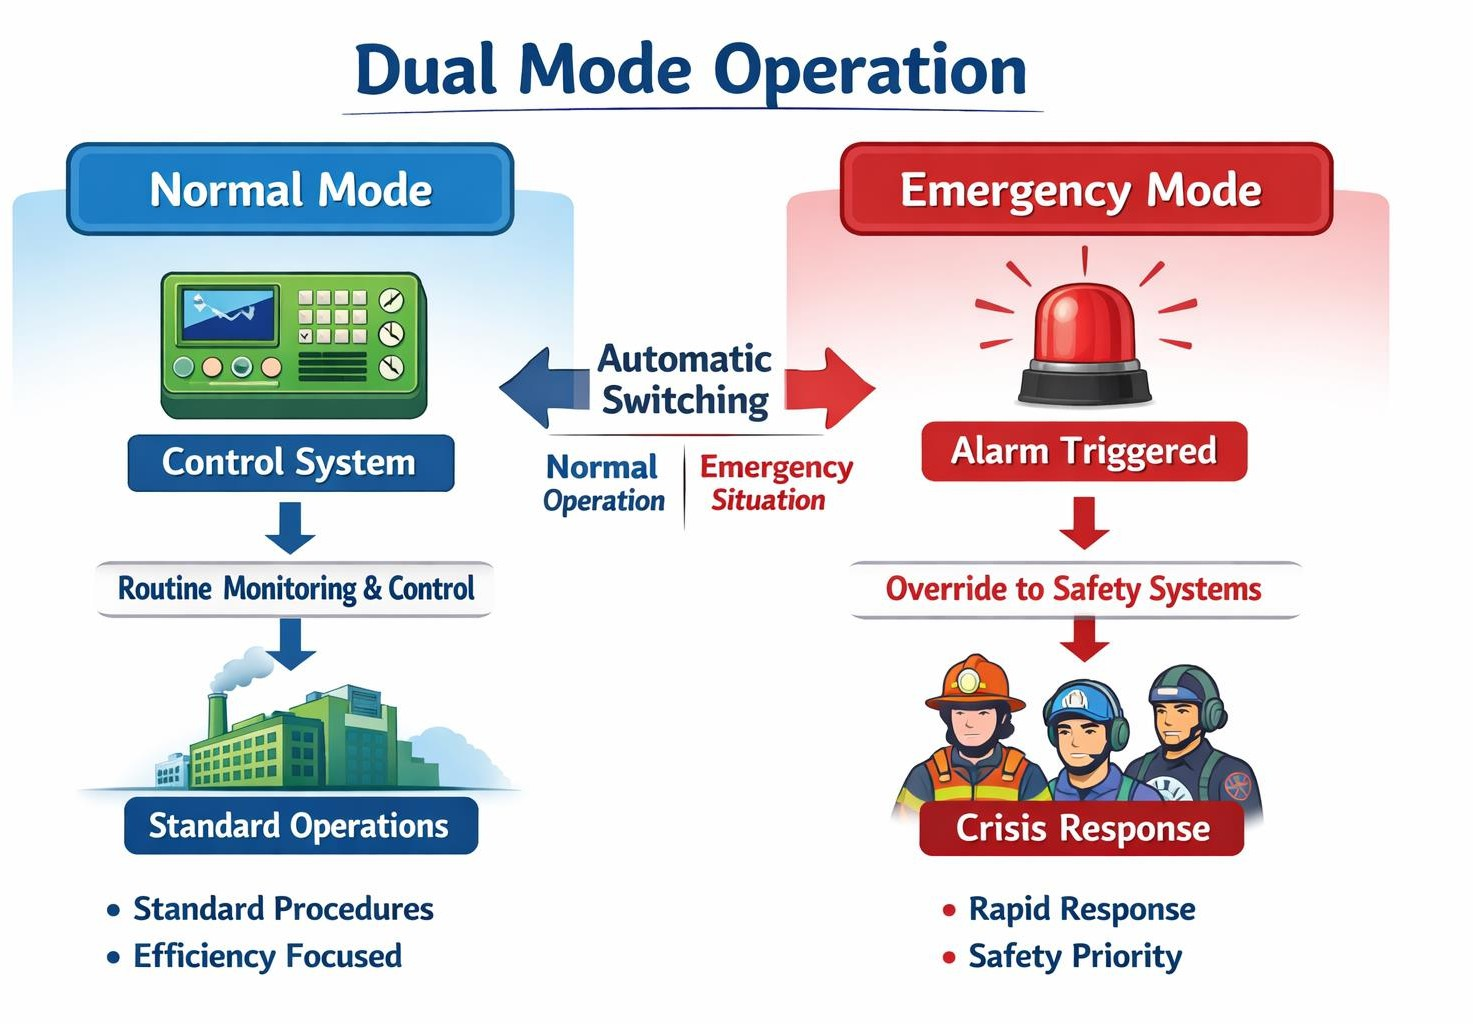 Dual Mode Operation
Normal Mode
Control System
Routine Monitoring & Control
Standard Operations
• Standard Procedures
• Efficiency Focused
Automatic
Switching
Normal
Operation
Emergency
Situation
Emergency Mode
Alarm Triggered
Override to Safety Systems
Crisis Response
• Rapid Response
• Safety Priority